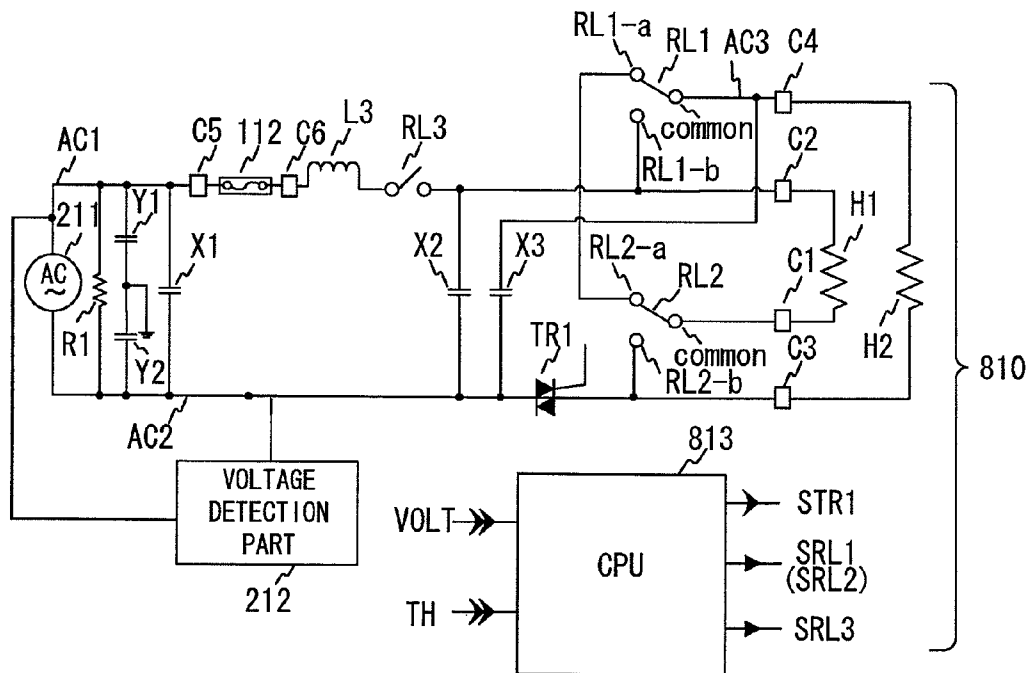 RL1-a
RL1
AC3
C4
common
RL1-b
C2
AC1
C5
112
C6
L3
RL3
211
Y1
X1
AC
~
R1
Y2
X2
X3
RL2-a
RL2
C1
H1
common
TR1
RL2-b
C3
H2
810
AC2
VOLTAGE
DETECTION
PART
212
813
VOLT
TH
CPU
STR1
SRL1
(SRL2)
SRL3